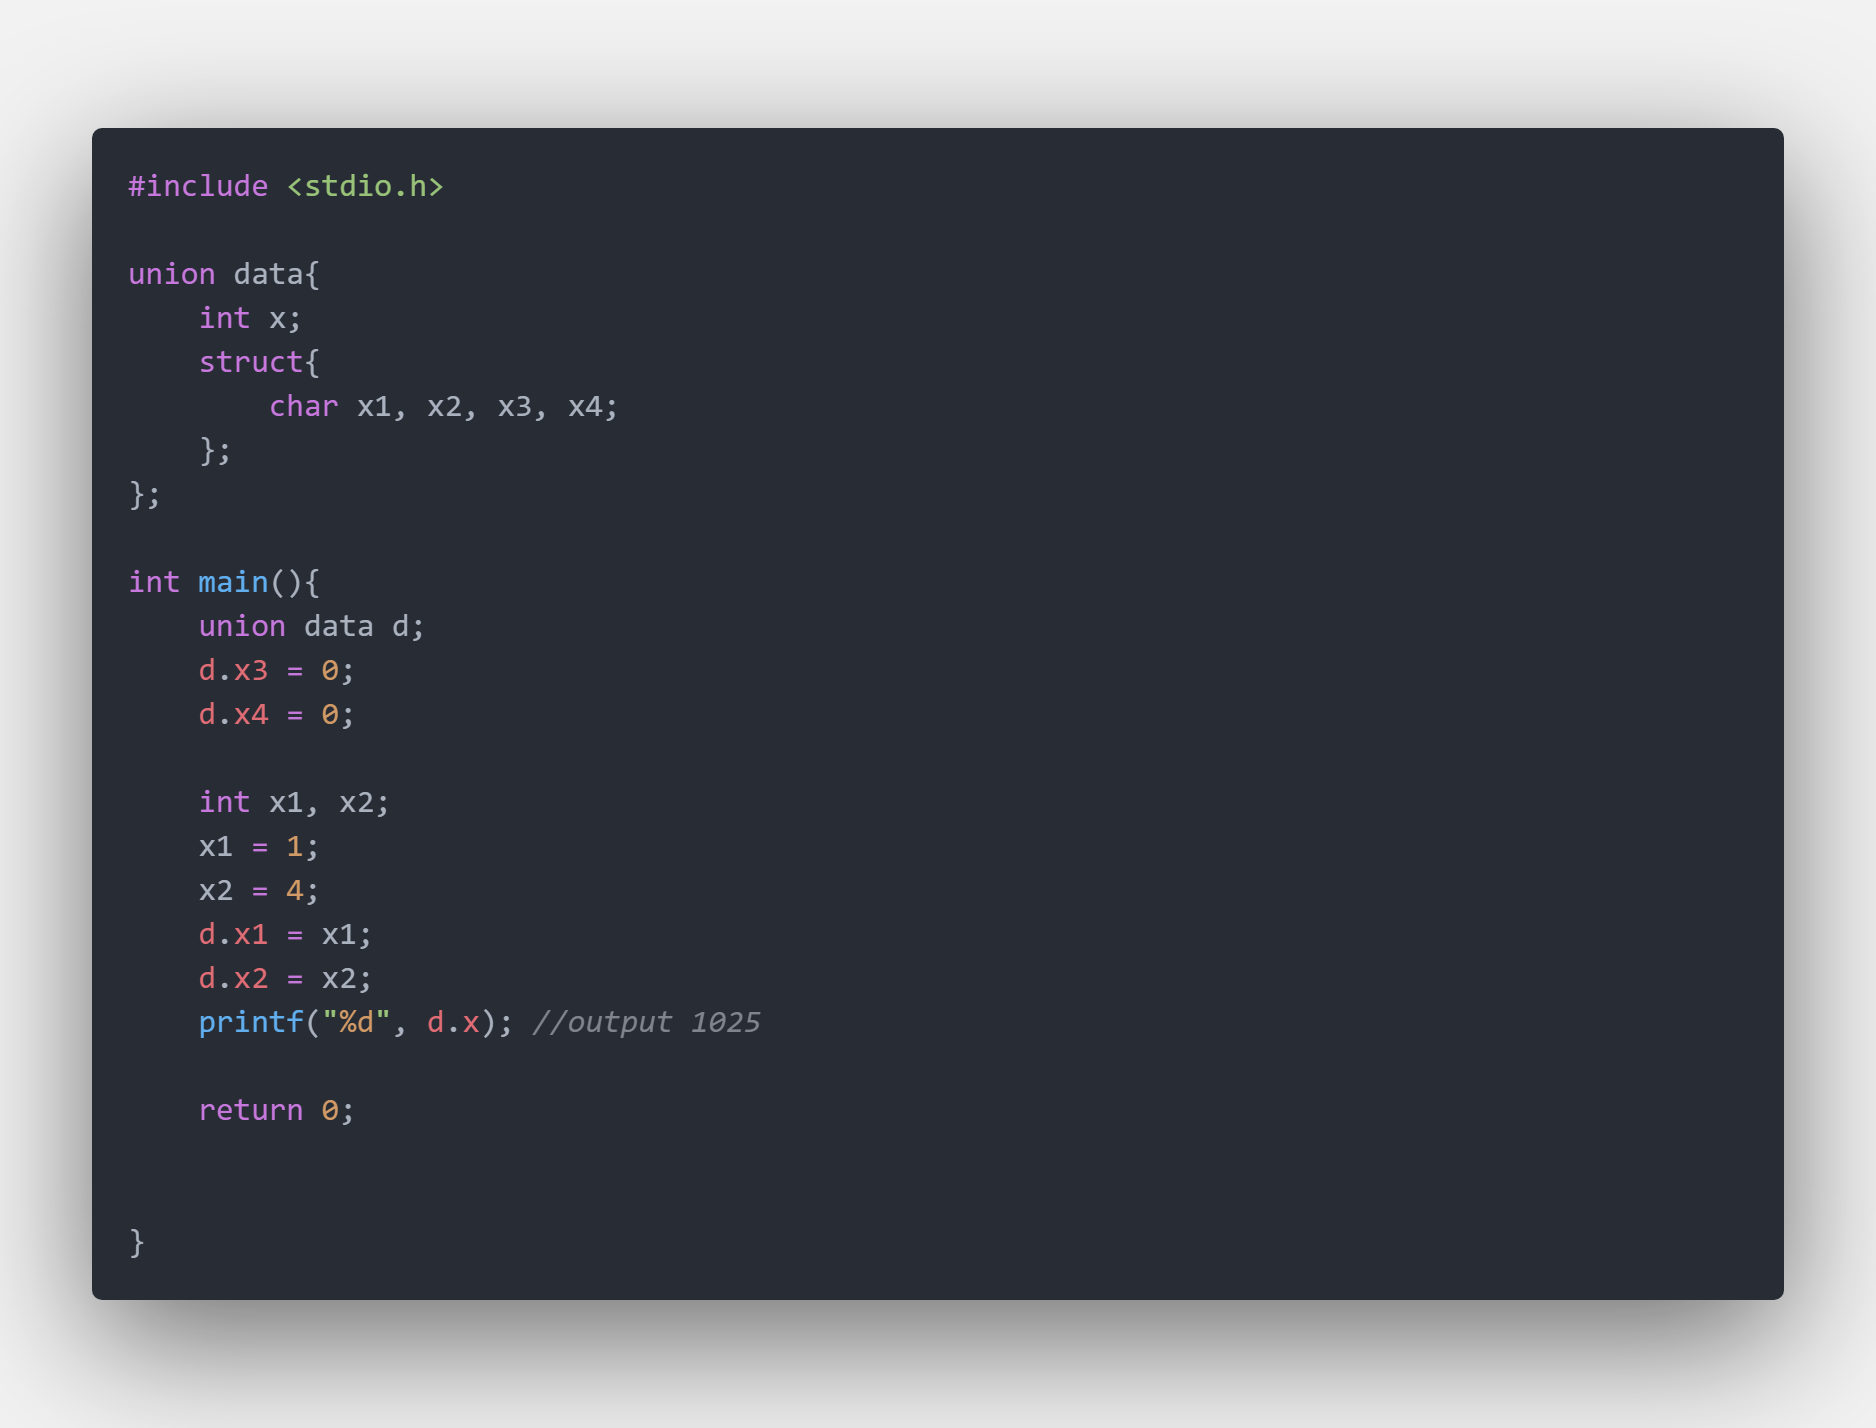 #include <stdio.h>
union data{
    int x;
    struct{
        char x1, x2, x3, x4;
    };
};
int main(){
    union data d;
    d.x3 = 0;
    d.x4 = 0;
    int x1, x2;
    x1 = 1;
    x2 = 4;
    d.x1 = x1;
    d.x2 = x2;
    printf("%d", d.x); //output 1025
    return 0;
}